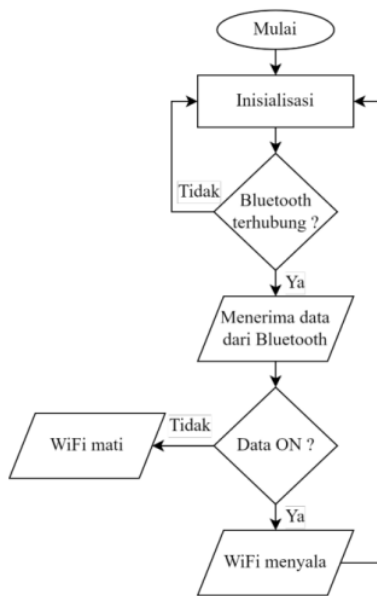 Mulai
Inisialisasi
Tidak
Bluetooth
terhubung ?
Ya
Menerima data
dari Bluetooth
Tidak
WiFi mati
Data ON ?
Ya
WiFi menyala